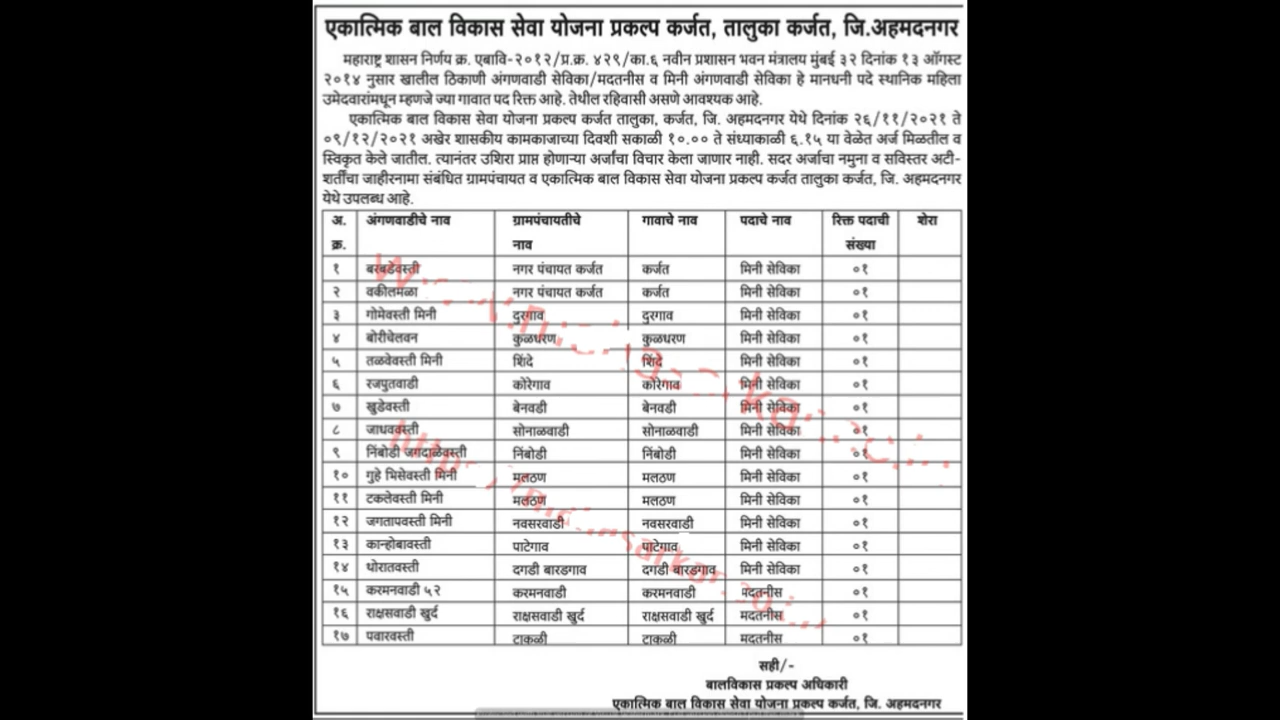 एकात्मिक बाल विकास सेवा योजना प्रकल्प कर्जत, तालुका कर्जत, जि.अहमदनगर
महाराष्ट्र शासन निर्णय क्र. एबावि-२०१२/प्र.क्र. ४२९/का.६ नवीन प्रशासन भवन मंत्रालय मुंबई ३२ दिनांक १३ ऑगस्ट
२०१४ नुसार खालील ठिकाणी अंगणवाडी सेविका/मदतनीस व मिनी अंगणवाडी सेविका हे मानधनी पदे स्थानिक महिला
उमेदवारांमधून म्हणजे ज्या गावात पद रिक्त आहे. तेथील रहिवासी असणे आवश्यक आहे.
एकात्मिक बाल विकास सेवा योजना प्रकल्प कर्जत तालुका, कर्जत, जि. अहमदनगर येथे दिनांक २६/११/२०२१ ते
०९/१२/२०२१ अखेर शासकीय कामकाजाच्या दिवशी सकाळी १०.०० ते संध्याकाळी ६.१५ या वेळेत अर्ज मिळतील व
स्विकृत केले जातील. त्यानंतर उशिरा प्राप्त होणाऱ्या अर्जांचा विचार केला जाणार नाही. सदर अर्जाचा नमुना व सविस्तर अटी-
शर्तींचा जाहीरनामा संबंधित ग्रामपंचायत व एकात्मिक बाल विकास सेवा योजना प्रकल्प कर्जत तालुका कर्जत, जि. अहमदनगर
येथे उपलब्ध आहे.
अ. क्र. अंगणवाडीचे नाव ग्रामपंचायतीचे नाव गावाचे नाव पदाचे नाव रिक्त पदाची संख्या शेरा
१ बरबडेवस्ती नगर पंचायत कर्जत कर्जत मिनी सेविका ०१
२ वकीलमळा नगर पंचायत कर्जत कर्जत मिनी सेविका ०१
३ गोमेवस्ती मिनी दुरगाव दुरगाव मिनी सेविका ०१
४ बोरीचेलवन कुळधरण कुळधरण मिनी सेविका ०१
५ तळवेवस्ती मिनी शिंदे शिंदे मिनी सेविका ०१
६ रजपुतवाडी कोरेगाव कोरेगाव मिनी सेविका ०१
७ खुडेवस्ती बेनवडी बेनवडी मिनी सेविका ०१
८ जाधववस्ती सोनाळवाडी सोनाळवाडी मिनी सेविका ०१
९ निंबोडी जगदाळेवस्ती निंबोडी निंबोडी मिनी सेविका ०१
१० गुहे भिसेवस्ती मिनी मलठण मलठण मिनी सेविका ०१
११ टकलेवस्ती मिनी मलठण मलठण मिनी सेविका ०१
१२ जगतापवस्ती मिनी नवसरवाडी नवसरवाडी मिनी सेविका ०१
१३ कान्होबावस्ती पाटेगाव पाटेगाव मिनी सेविका ०१
१४ थोरातवस्ती दगडी बारडगाव दगडी बारडगाव मिनी सेविका ०१
१५ करमनवाडी ५२ करमनवाडी करमनवाडी मदतनीस ०१
१६ राक्षसवाडी खुर्द राक्षसवाडी खुर्द राक्षसवाडी खुर्द मदतनीस ०१
१७ पवारवस्ती टाकळी टाकळी मदतनीस ०१
सही/-
बालविकास प्रकल्प अधिकारी
एकात्मिक बाल विकास सेवा योजना प्रकल्प कर्जत, जि. अहमदनगर